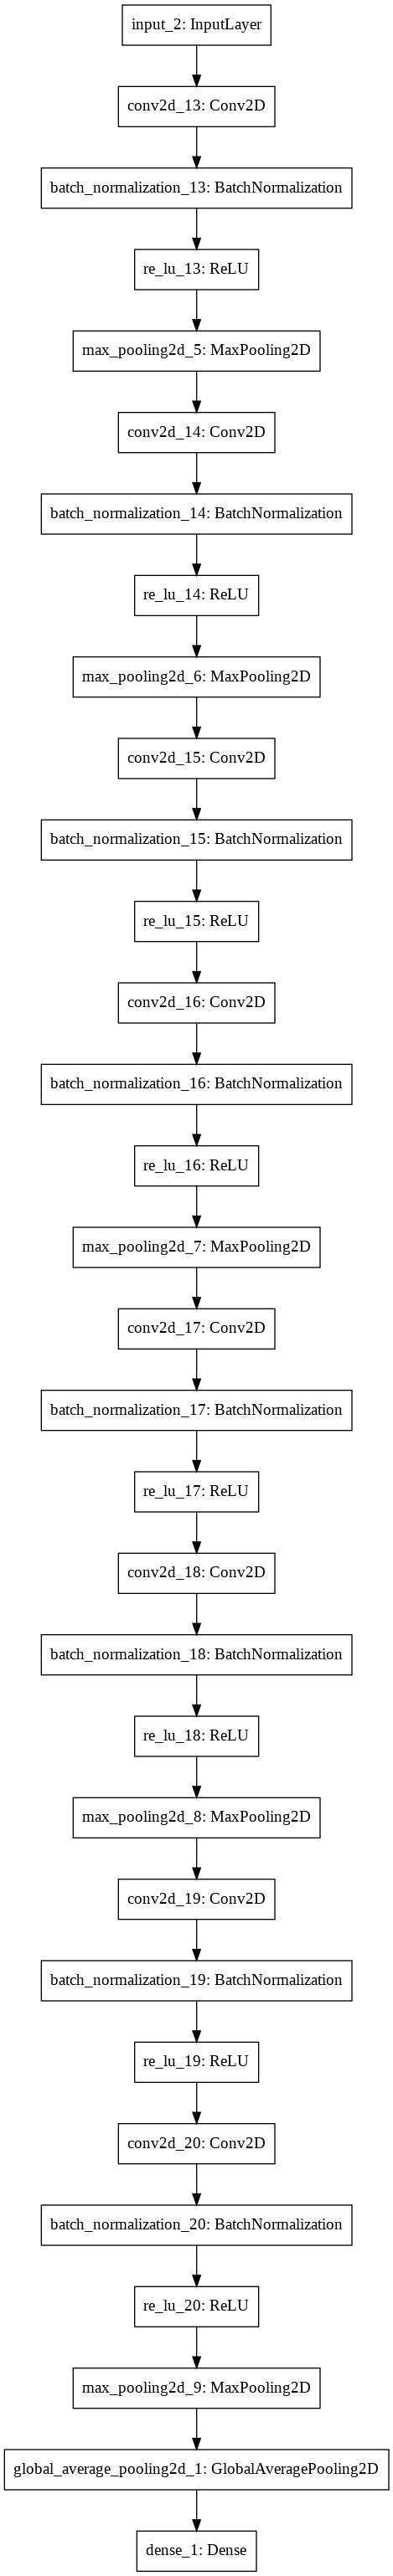 input_2: InputLayer
conv2d_13: Conv2D
batch_normalization_13: BatchNormalization
re_lu_13: ReLU
max_pooling2d_5: MaxPooling2D
conv2d_14: Conv2D
batch_normalization_14: BatchNormalization
re_lu_14: ReLU
max_pooling2d_6: MaxPooling2D
conv2d_15: Conv2D
batch_normalization_15: BatchNormalization
re_lu_15: ReLU
conv2d_16: Conv2D
batch_normalization_16: BatchNormalization
re_lu_16: ReLU
max_pooling2d_7: MaxPooling2D
conv2d_17: Conv2D
batch_normalization_17: BatchNormalization
re_lu_17: ReLU
conv2d_18: Conv2D
batch_normalization_18: BatchNormalization
re_lu_18: ReLU
max_pooling2d_8: MaxPooling2D
conv2d_19: Conv2D
batch_normalization_19: BatchNormalization
re_lu_19: ReLU
conv2d_20: Conv2D
batch_normalization_20: BatchNormalization
re_lu_20: ReLU
max_pooling2d_9: MaxPooling2D
global_average_pooling2d_1: GlobalAveragePooling2D
dense_1: Dense